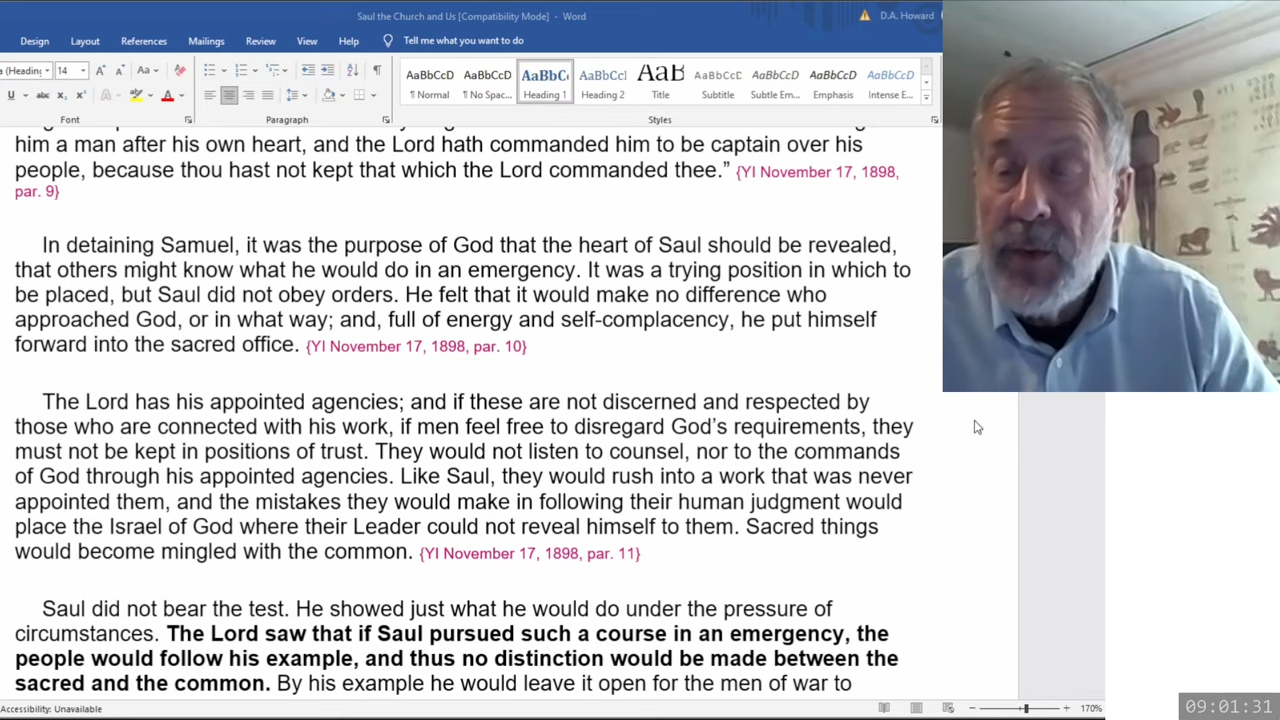 Saul the Church and Us [Compatibility Mode] - Word
D.A. Howard
Design Layout References Mailings Review View Help Tell me what you want to do
(Heading 14
Aa
AaBbCcD AaBbCcD AaBbC AaBbCcI AaB AaBbCcD AaBbCcD AaBbCcD AaBbCcD
¶ Normal ¶ No Spac... Heading 1 Heading 2 Title Subtitle Subtle Em... Emphasis Intense E...
Font Paragraph Styles
him a man after his own heart, and the Lord hath commanded him to be captain over his
people, because thou hast not kept that which the Lord commanded thee.” {YI November 17, 1898,
par. 9}
In detaining Samuel, it was the purpose of God that the heart of Saul should be revealed,
that others might know what he would do in an emergency. It was a trying position in which to
be placed, but Saul did not obey orders. He felt that it would make no difference who
approached God, or in what way; and, full of energy and self-complacency, he put himself
forward into the sacred office. {YI November 17, 1898, par. 10}
The Lord has his appointed agencies; and if these are not discerned and respected by
those who are connected with his work, if men feel free to disregard God’s requirements, they
must not be kept in positions of trust. They would not listen to counsel, nor to the commands
of God through his appointed agencies. Like Saul, they would rush into a work that was never
appointed them, and the mistakes they would make in following their human judgment would
place the Israel of God where their Leader could not reveal himself to them. Sacred things
would become mingled with the common. {YI November 17, 1898, par. 11}
Saul did not bear the test. He showed just what he would do under the pressure of
circumstances. The Lord saw that if Saul pursued such a course in an emergency, the
people would follow his example, and thus no distinction would be made between the
sacred and the common. By his example he would leave it open for the men of war to
Accessibility: Unavailable
170%
09:01:31